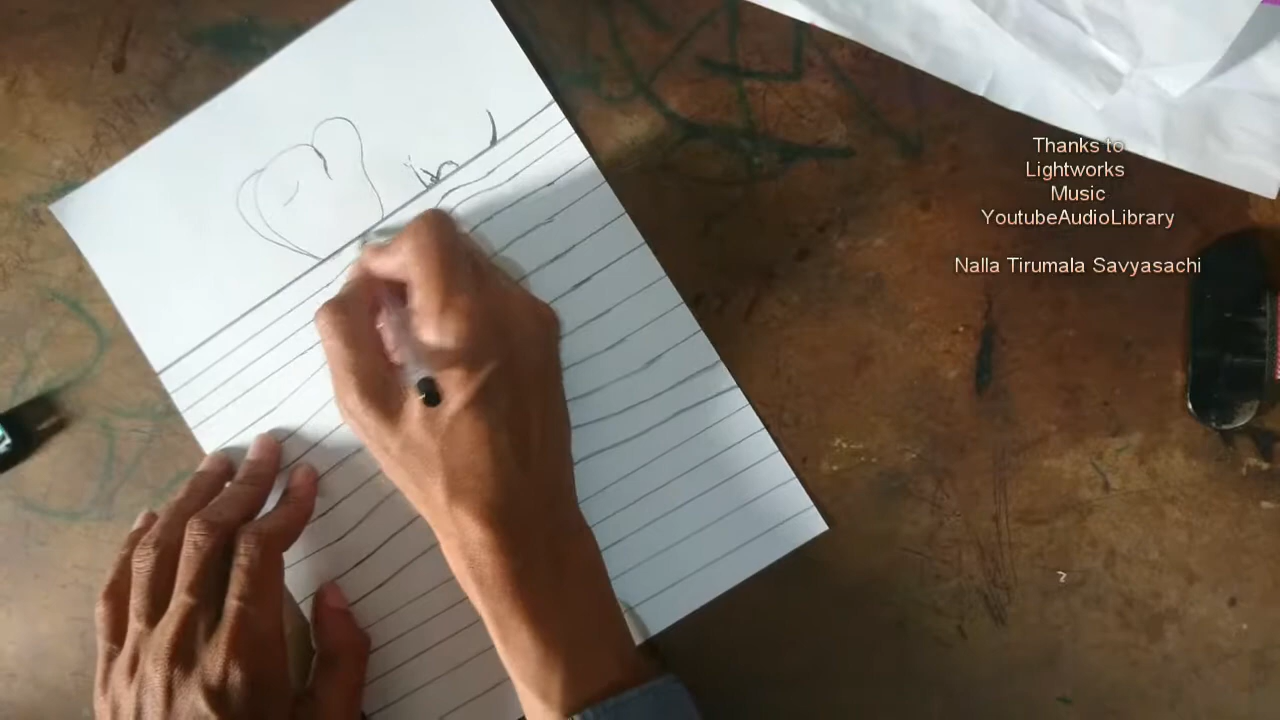 Thanks to
Lightworks
Music
YoutubeAudioLibrary
Nalla Tirumala Savyasachi